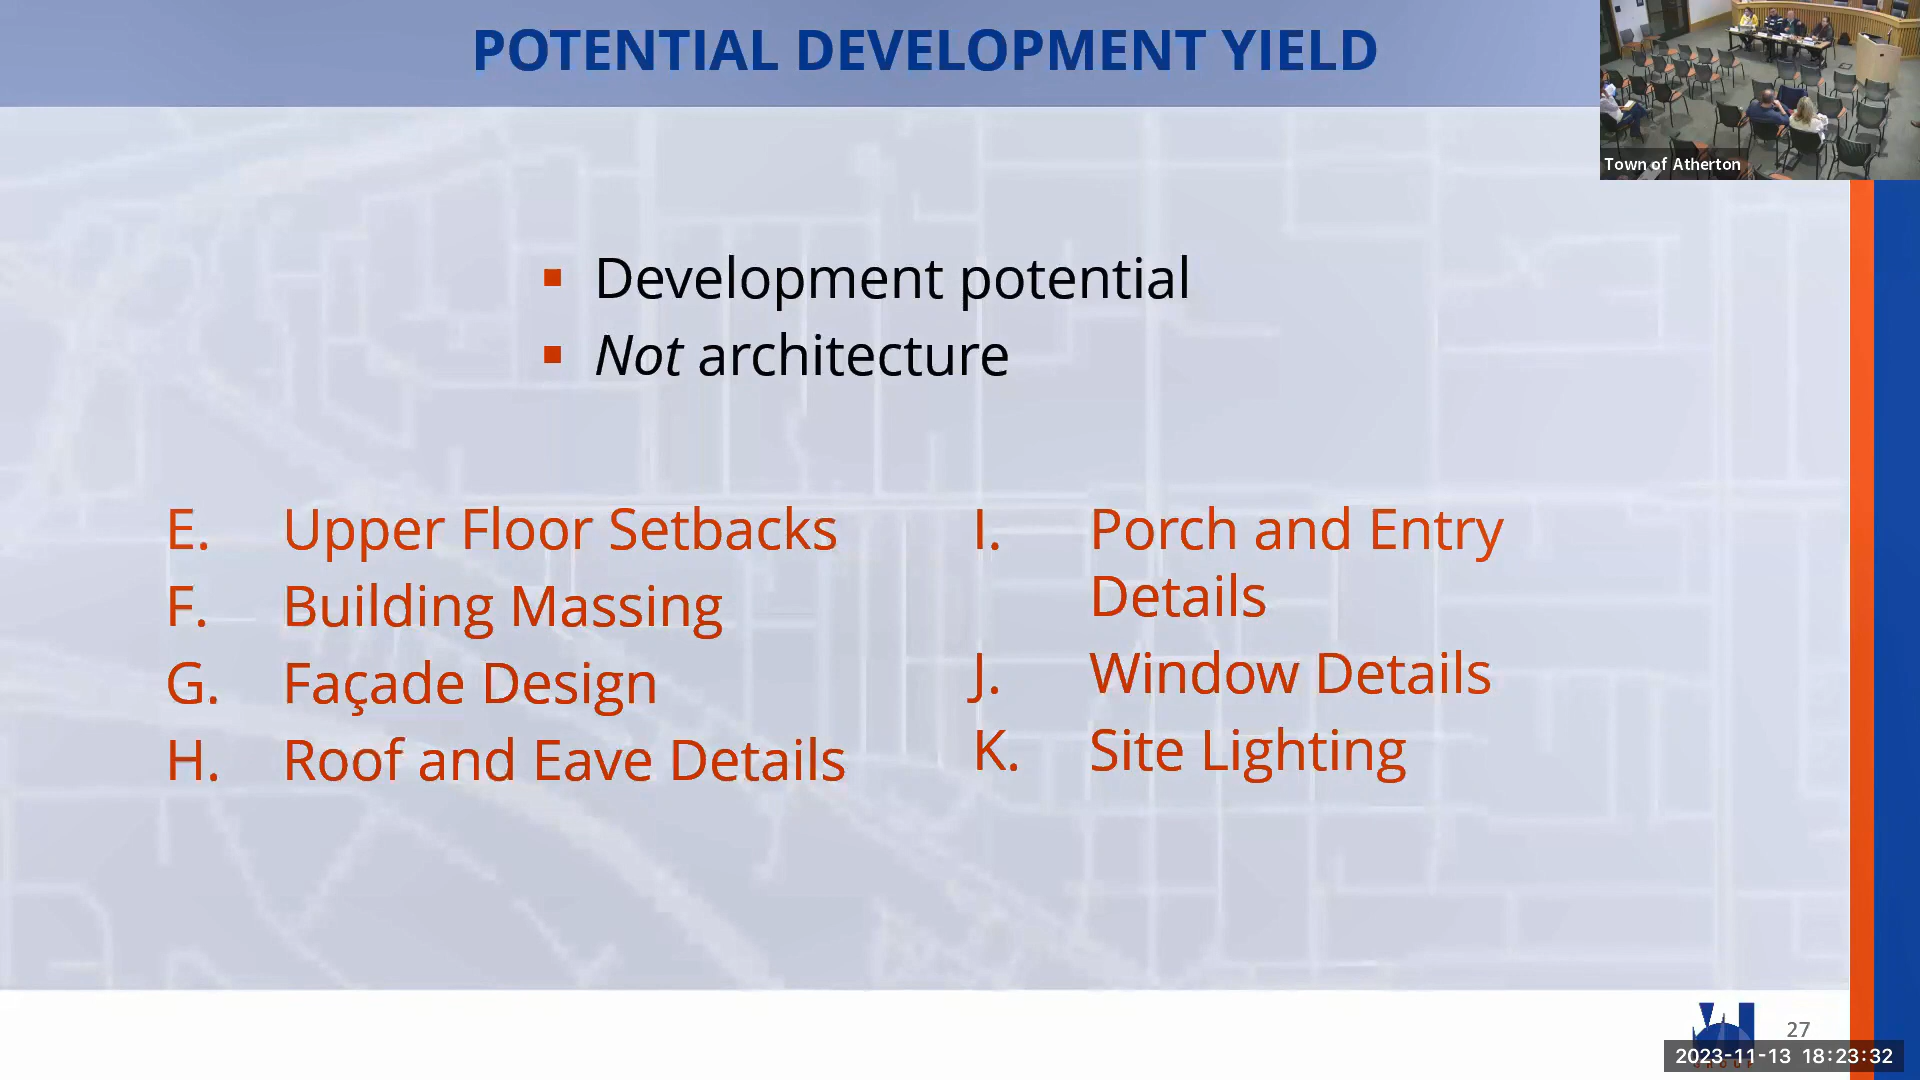 POTENTIAL DEVELOPMENT YIELD
Town of Atherton
▪ Development potential
▪ Not architecture
E. Upper Floor Setbacks
F. Building Massing
G. Façade Design
H. Roof and Eave Details
I. Porch and Entry
Details
J. Window Details
K. Site Lighting
27
2023-11-13 18:23:32